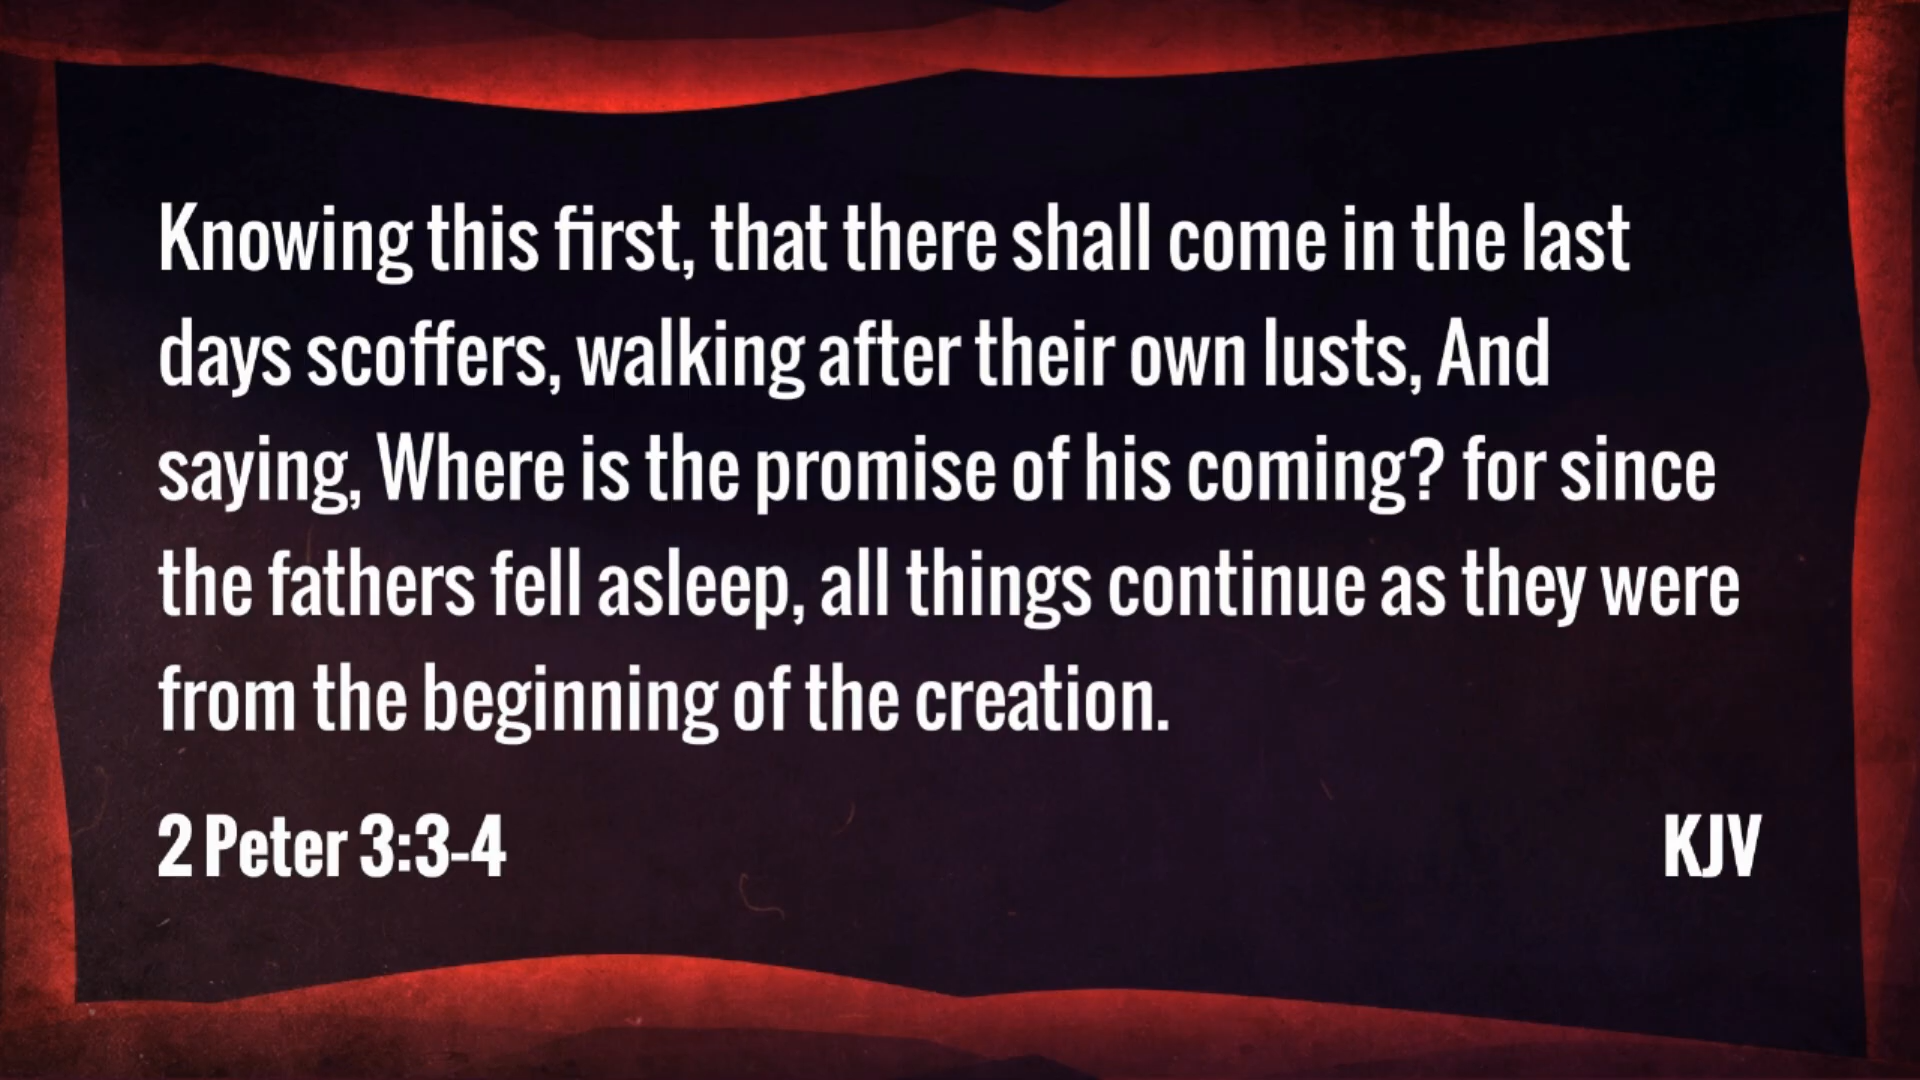 Knowing this first, that there shall come in the last
days scoffers, walking after their own lusts, And
saying, Where is the promise of his coming? for since
the fathers fell asleep, all things continue as they were
from the beginning of the creation.
2 Peter 3:3-4 KJV